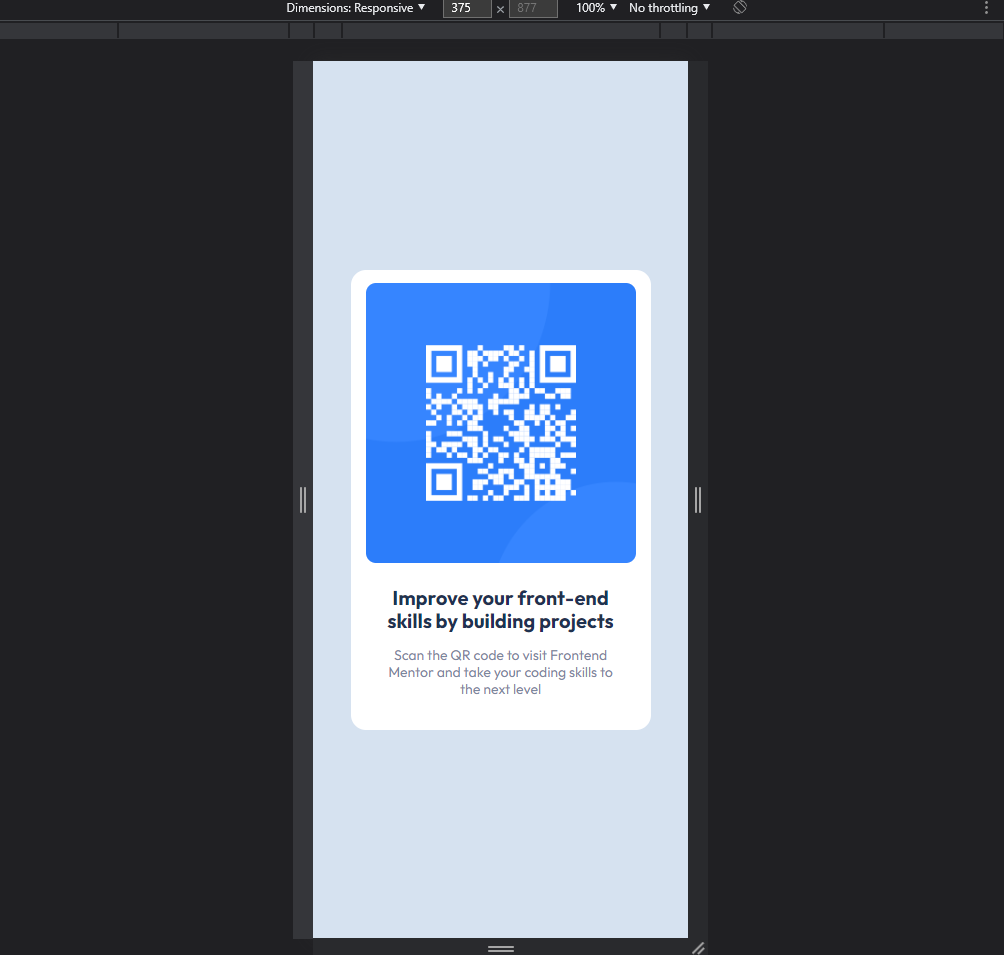 Dimensions: Responsive ▼ 375 × 877 100% ▼ No throttling ▼
Improve your front-end
skills by building projects
Scan the QR code to visit Frontend
Mentor and take your coding skills to
the next level